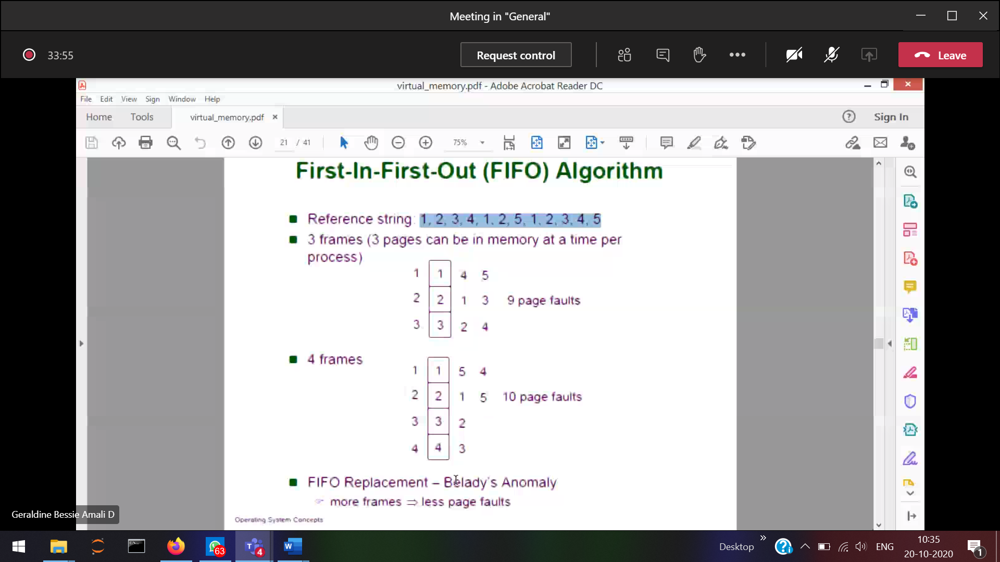 Meeting in "General"
33:55
Request control
Leave
virtual_memory.pdf - Adobe Acrobat Reader DC
File Edit View Sign Window Help
Home Tools virtual_memory.pdf × Sign In
21 / 41 75%
First-In-First-Out (FIFO) Algorithm
Reference string: 1, 2, 3, 4, 1, 2, 5, 1, 2, 3, 4, 5
3 frames (3 pages can be in memory at a time per
process)
1 1 4 5
2 2 1 3 9 page faults
3 3 2 4
4 frames
1 1 5 4
2 2 1 5 10 page faults
3 3 2
4 4 3
FIFO Replacement – Belady's Anomaly
more frames ⇒ less page faults
Geraldine Bessie Amali D
Operating System Concepts
63
4
Desktop
ENG
10:35
20-10-2020
1